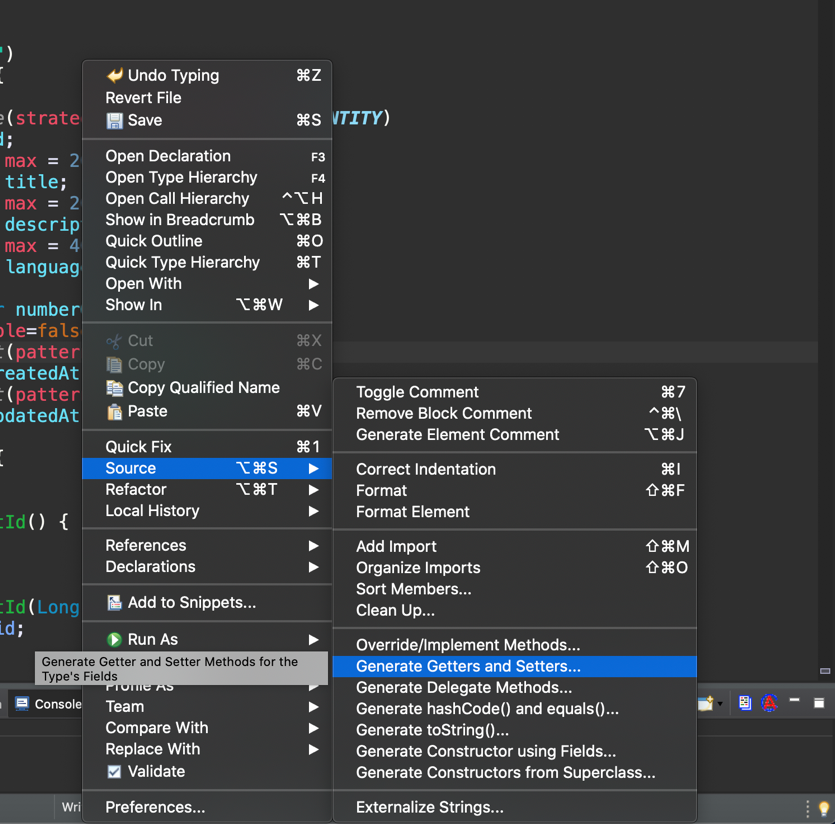 ")
{
e(strate
NTITY)
d;
max = 2
title;
max = 2
descrip
max = 4
languag
r number
ole=fals
t(patter
reatedAt
t(patter
pdatedAt
{
tId() {
tId(Long
id;
Undo Typing ⌘Z
Revert File
Save ⌘S
Open Declaration F3
Open Type Hierarchy F4
Open Call Hierarchy ^⌥H
Show in Breadcrumb ⌥⌘B
Quick Outline ⌘O
Quick Type Hierarchy ⌘T
Open With ▶
Show In ⌥⌘W ▶
Cut ⌘X
Copy ⌘C
Copy Qualified Name
Paste ⌘V
Quick Fix ⌘1
Source ⌥⌘S ▶
Refactor ⌥⌘T ▶
Local History ▶
References ▶
Declarations ▶
Add to Snippets...
Run As ▶
Generate Getter and Setter Methods for the
Type's Fields
Profile As ▶
Team ▶
Compare With ▶
Replace With ▶
Validate
Preferences...
Toggle Comment ⌘7
Remove Block Comment ^⌘\
Generate Element Comment ⌥⌘J
Correct Indentation ⌘I
Format ⇧⌘F
Format Element
Add Import ⇧⌘M
Organize Imports ⇧⌘O
Sort Members...
Clean Up...
Override/Implement Methods...
Generate Getters and Setters...
Generate Delegate Methods...
Generate hashCode() and equals()...
Generate toString()...
Generate Constructor using Fields...
Generate Constructors from Superclass...
Externalize Strings...
Console
Wri